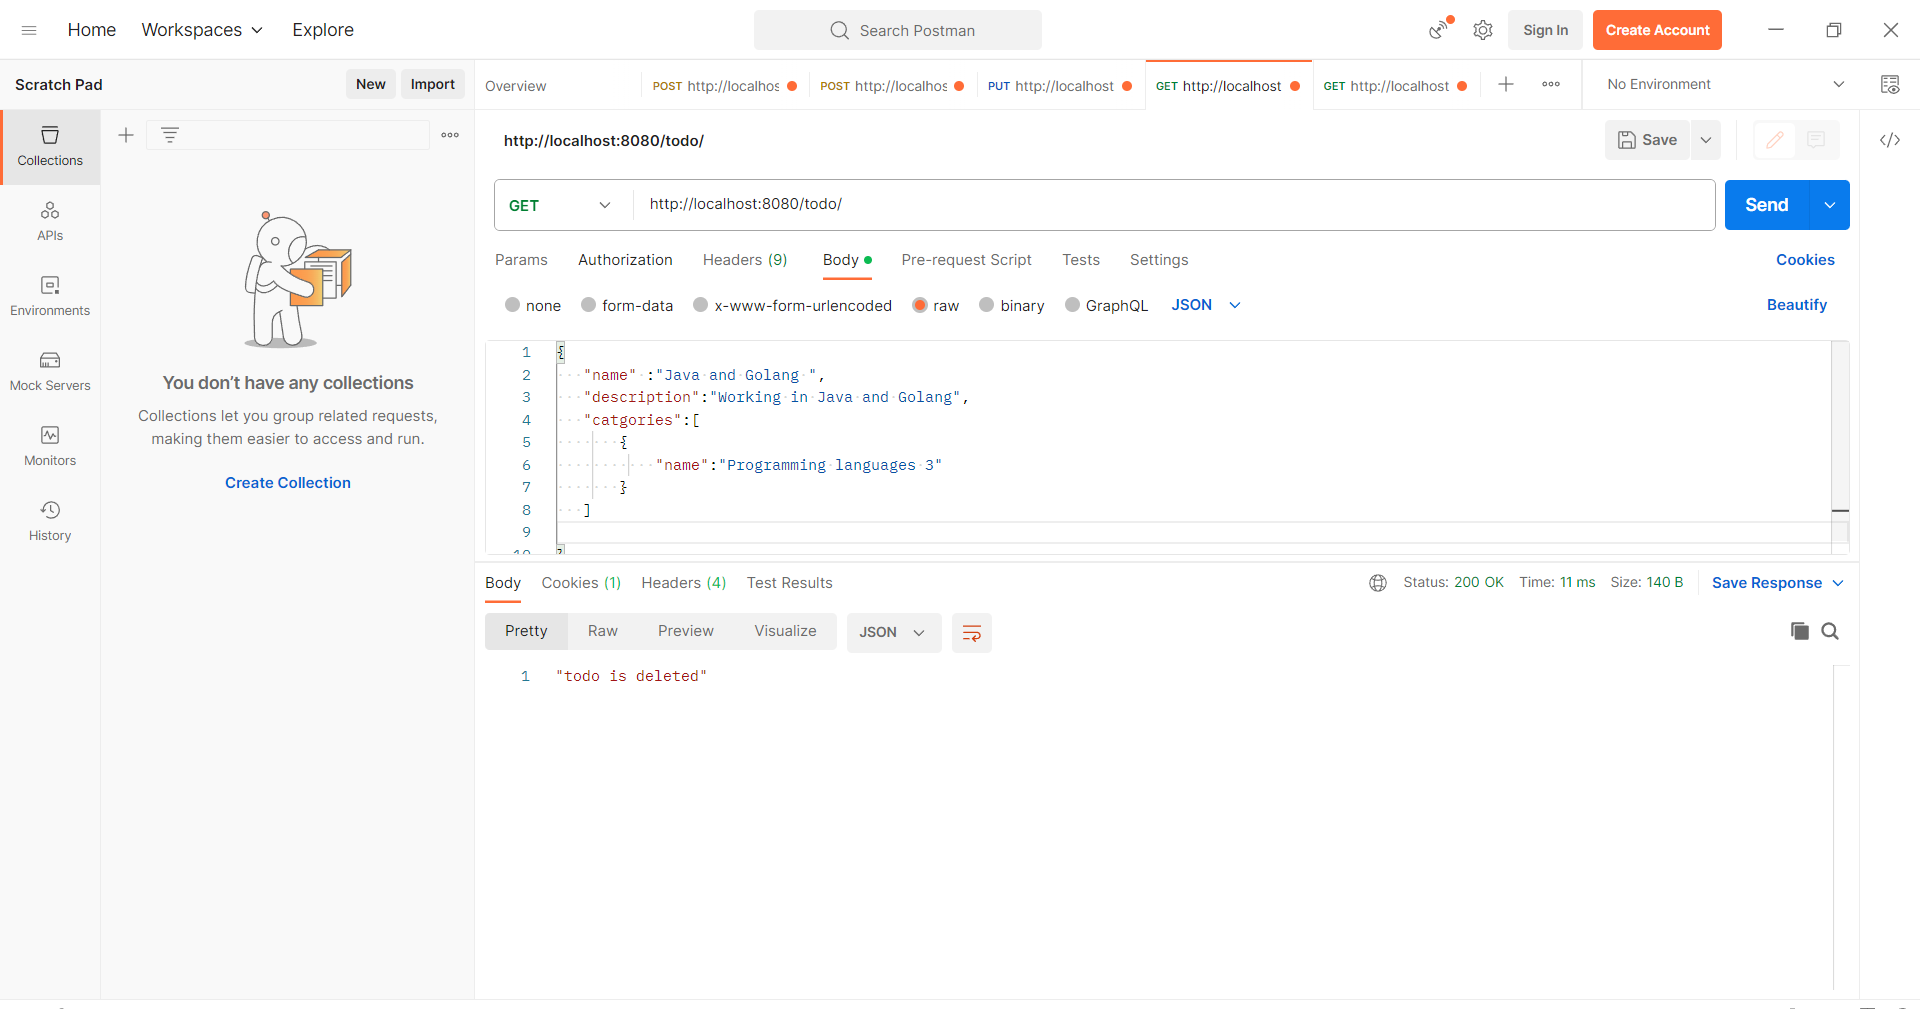 Home Workspaces Explore Search Postman Sign In Create Account
Scratch Pad New Import Overview POST http://localhos POST http://localhos PUT http://localhost GET http://localhost GET http://localhost No Environment
Collections
APIs
Environments
Mock Servers
Monitors
History
You don’t have any collections
Collections let you group related requests,
making them easier to access and run.
Create Collection
http://localhost:8080/todo/ Save
GET http://localhost:8080/todo/ Send
Params Authorization Headers (9) Body Pre-request Script Tests Settings Cookies
none form-data x-www-form-urlencoded raw binary GraphQL JSON Beautify
1 {
2 "name" :"Java and Golang ",
3 "description":"Working in Java and Golang",
4 "catgories":[
5 {
6 "name":"Programming languages 3"
7 }
8 ]
9
10 }
Body Cookies (1) Headers (4) Test Results Status: 200 OK Time: 11 ms Size: 140 B Save Response
Pretty Raw Preview Visualize JSON
1 "todo is deleted"